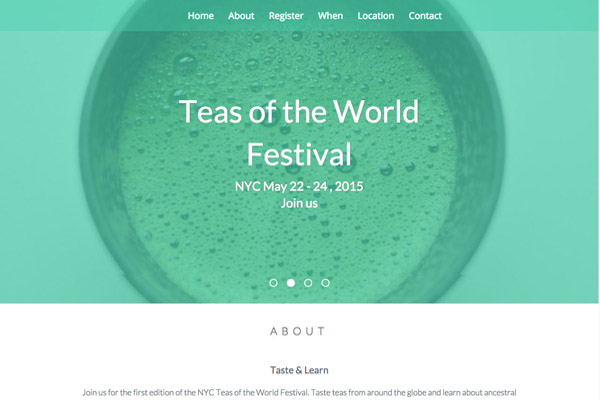 Home About Register When Location Contact
Teas of the World
Festival
NYC May 22 - 24 , 2015
Join us
ABOUT
Taste & Learn
Join us for the first edition of the NYC Teas of the World Festival. Taste teas from around the globe and learn about ancestral